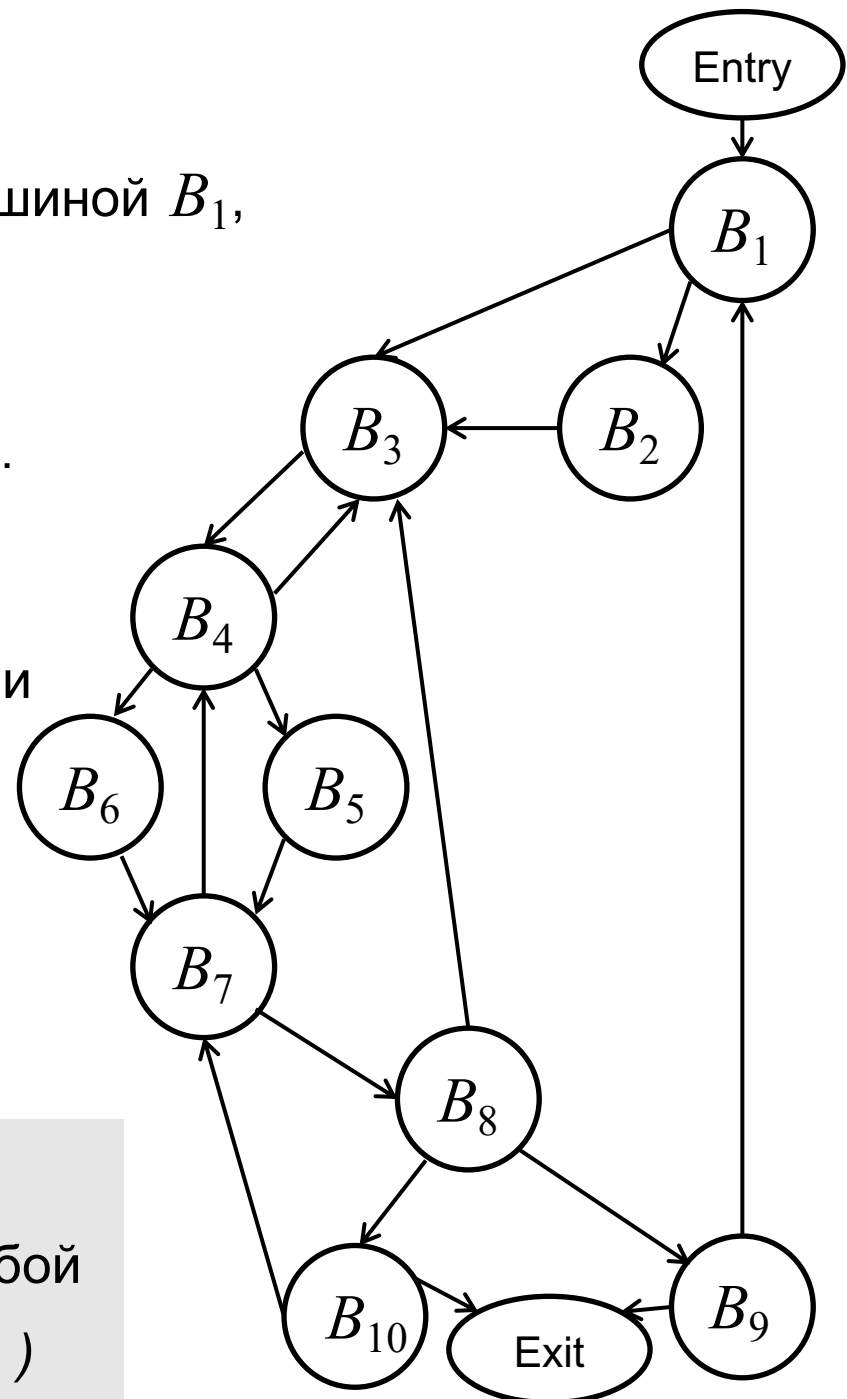 Entry
шиной B₁,
B₁
B₃
B₂
.
B₄
и
B₆
B₅
B₇
B₈
бой
)
B₁₀
Exit
B₉